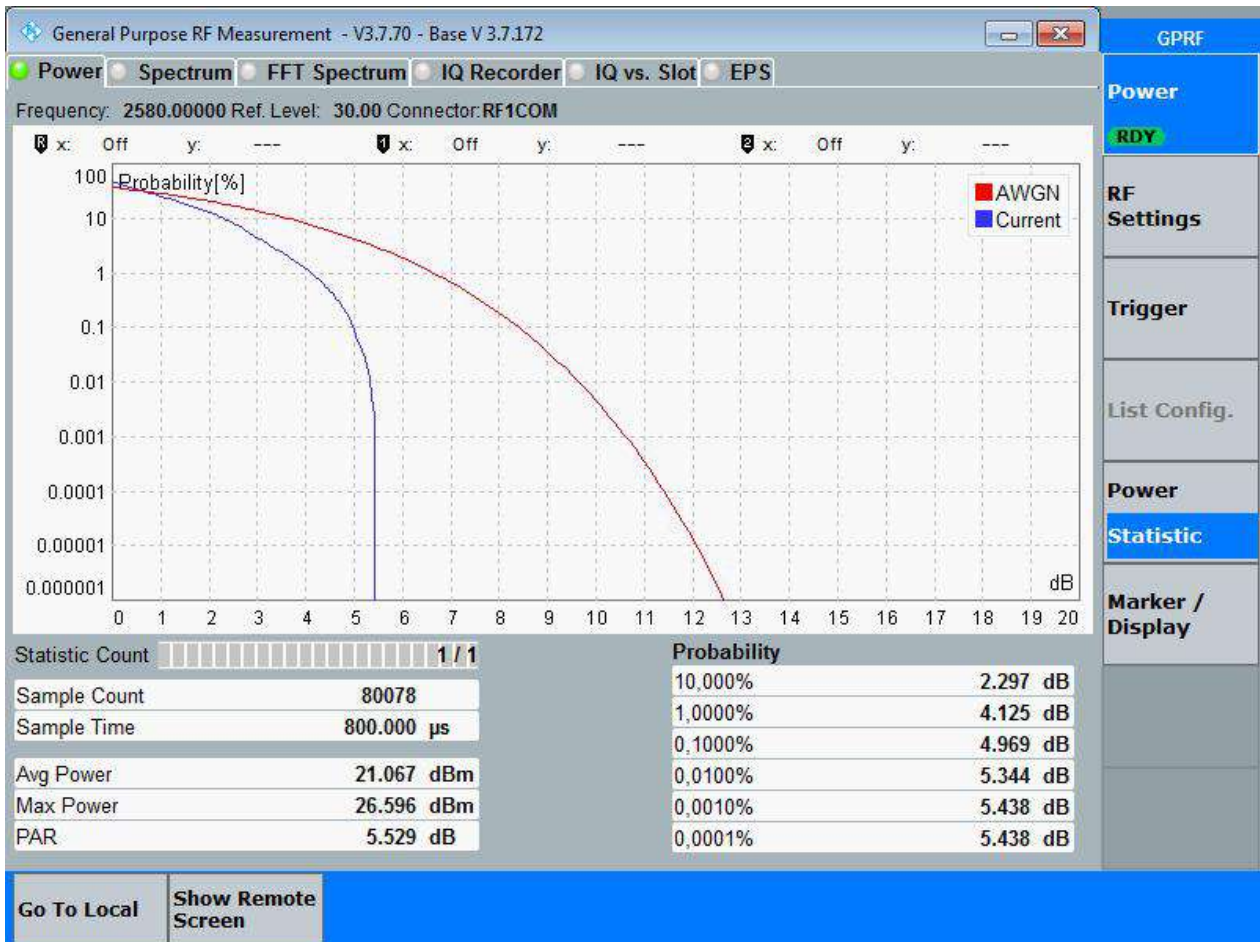 General Purpose RF Measurement - V3.7.70 - Base V 3.7.172
GPRF
Power Spectrum FFT Spectrum IQ Recorder IQ vs. Slot EPS
Frequency: 2580.00000 Ref. Level: 30.00 Connector: RF1COM
R x: Off y: --- 1 x: Off y: --- 2 x: Off y: ---
Probability[%]
AWGN
Current
100
10
1
0.1
0.01
0.001
0.0001
0.00001
0.000001
dB
0 1 2 3 4 5 6 7 8 9 10 11 12 13 14 15 16 17 18 19 20
Statistic Count 1 / 1
Sample Count 80078
Sample Time 800.000 µs
Avg Power 21.067 dBm
Max Power 26.596 dBm
PAR 5.529 dB
Probability
10,000% 2.297 dB
1,0000% 4.125 dB
0,1000% 4.969 dB
0,0100% 5.344 dB
0,0010% 5.438 dB
0,0001% 5.438 dB
Power
RDY
RF
Settings
Trigger
List Config.
Power
Statistic
Marker /
Display
Go To Local
Show Remote
Screen